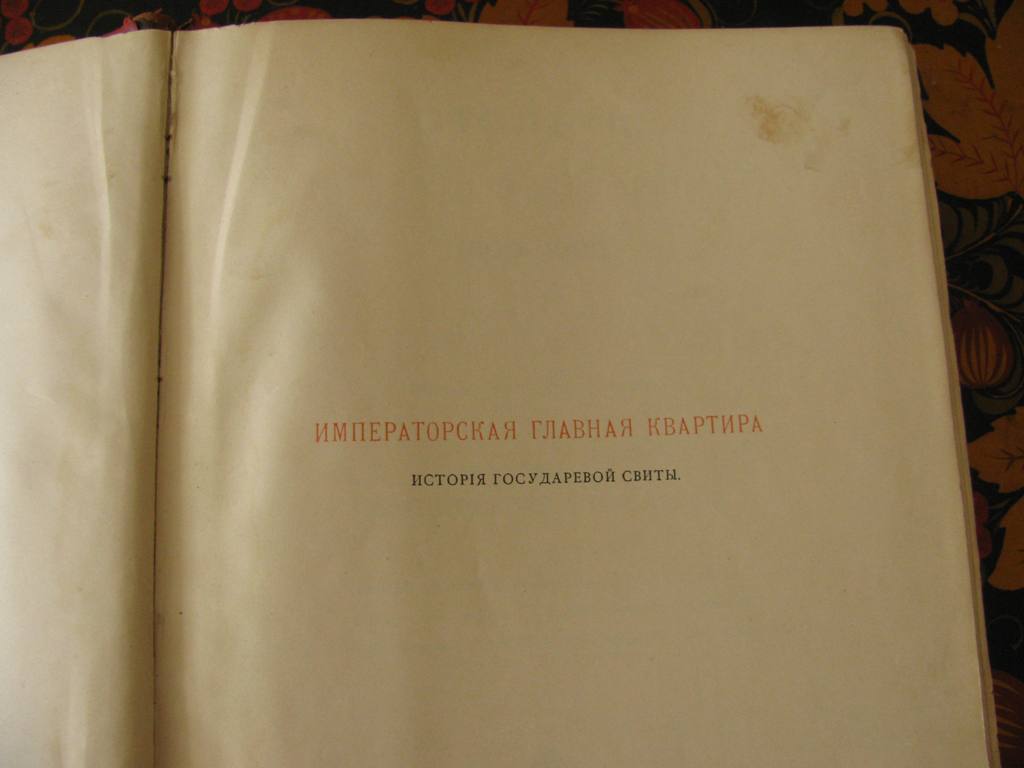 ИМПЕРАТОРСКАЯ ГЛАВНАЯ КВАРТИРА
ИСТОРІЯ ГОСУДАРЕВОЙ СВИТЫ.